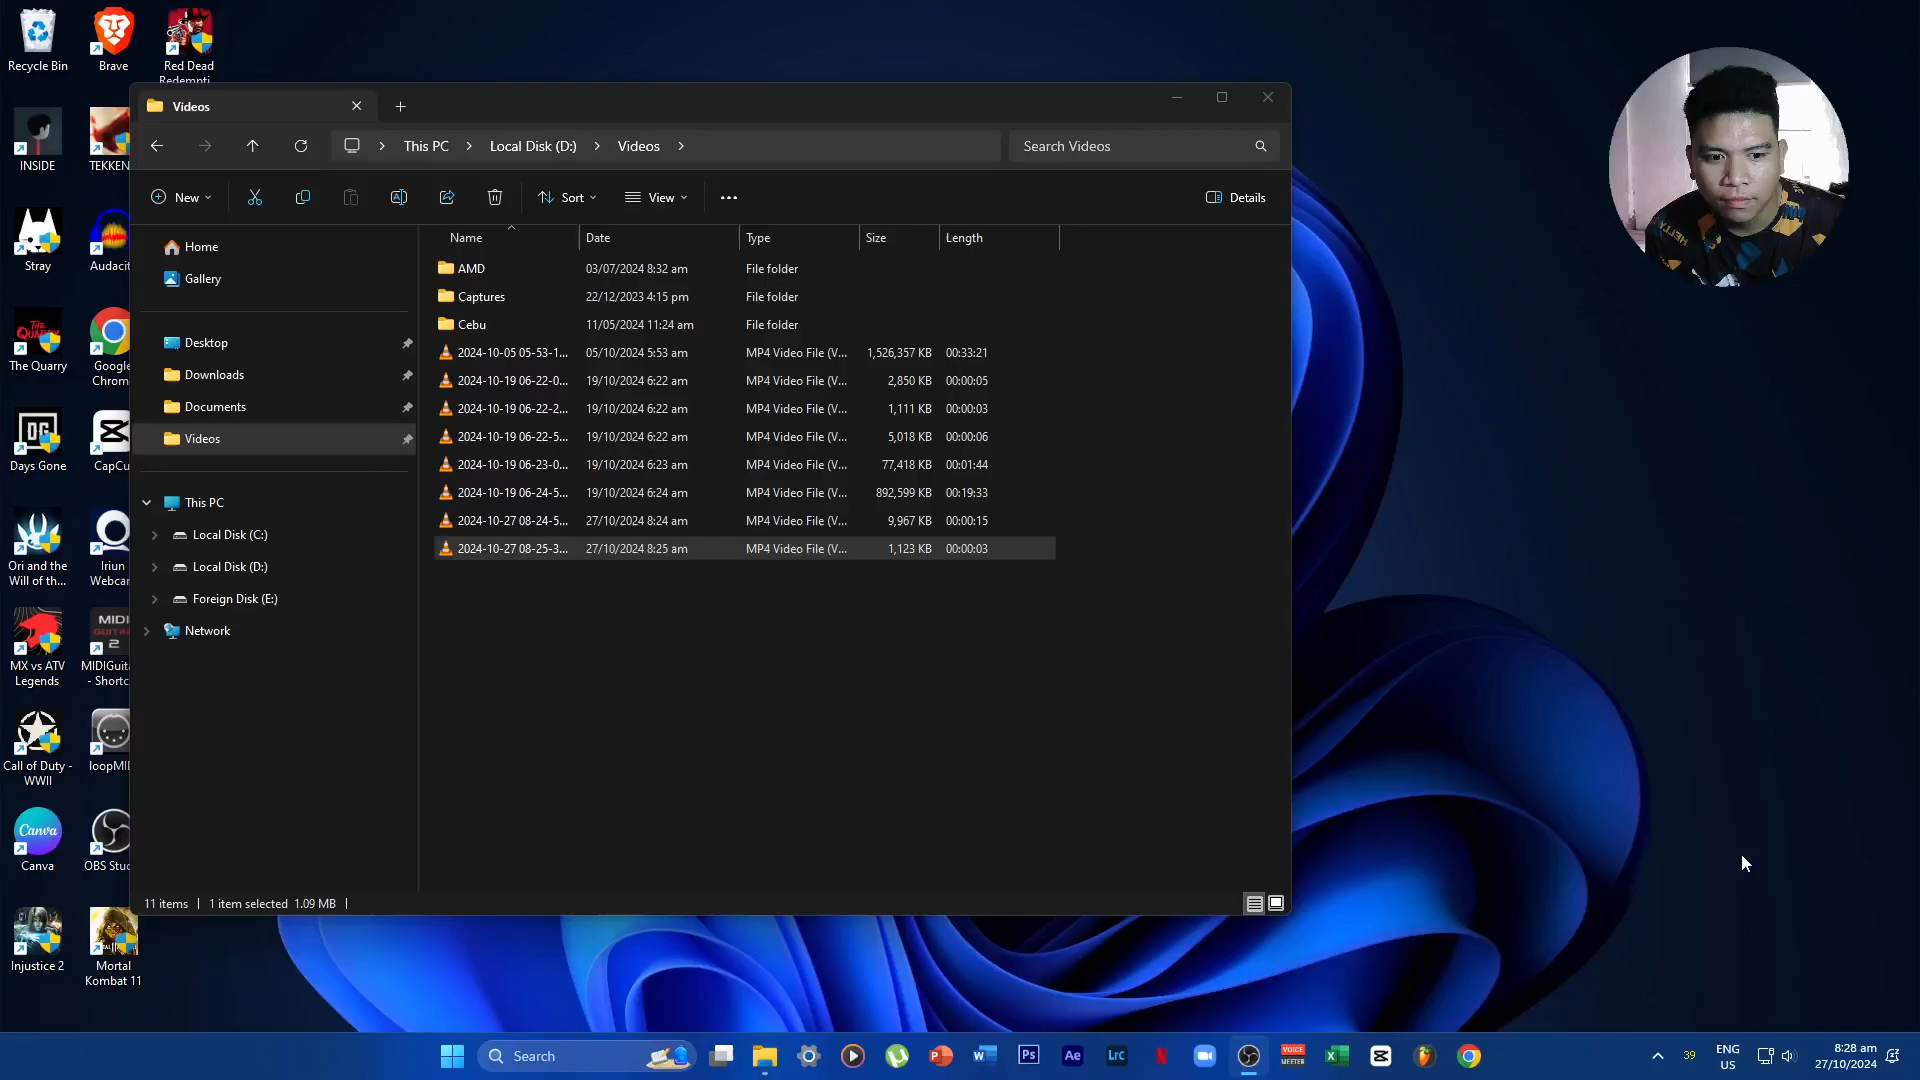 Recycle Bin
Brave
Red Dead
Redempti...
INSIDE
TEKKEN
Stray
Audacit
The Quarry
Google
Chrom
Days Gone
CapCu
Ori and the
Will of th...
Iriun
Webcar
MX vs ATV
Legends
MIDIGuita
- Shortc
Call of Duty -
WWII
loopMID
Canva
OBS Stud
Injustice 2
Mortal
Kombat 11
Videos
This PC
Local Disk (D:)
Videos
Search Videos
New
Sort
View
Details
Home
Gallery
Desktop
Downloads
Documents
Videos
This PC
Local Disk (C:)
Local Disk (D:)
Foreign Disk (E:)
Network
Name Date Type Size Length
AMD 03/07/2024 8:32 am File folder
Captures 22/12/2023 4:15 pm File folder
Cebu 11/05/2024 11:24 am File folder
2024-10-05 05-53-1... 05/10/2024 5:53 am MP4 Video File (V... 1,526,357 KB 00:33:21
2024-10-19 06-22-0... 19/10/2024 6:22 am MP4 Video File (V... 2,850 KB 00:00:05
2024-10-19 06-22-2... 19/10/2024 6:22 am MP4 Video File (V... 1,111 KB 00:00:03
2024-10-19 06-22-5... 19/10/2024 6:22 am MP4 Video File (V... 5,018 KB 00:00:06
2024-10-19 06-23-0... 19/10/2024 6:23 am MP4 Video File (V... 77,418 KB 00:01:44
2024-10-19 06-24-5... 19/10/2024 6:24 am MP4 Video File (V... 892,599 KB 00:19:33
2024-10-27 08-24-5... 27/10/2024 8:24 am MP4 Video File (V... 9,967 KB 00:00:15
2024-10-27 08-25-3... 27/10/2024 8:25 am MP4 Video File (V... 1,123 KB 00:00:03
11 items 1 item selected 1.09 MB
Search
39
ENG
US
8:28 am
27/10/2024